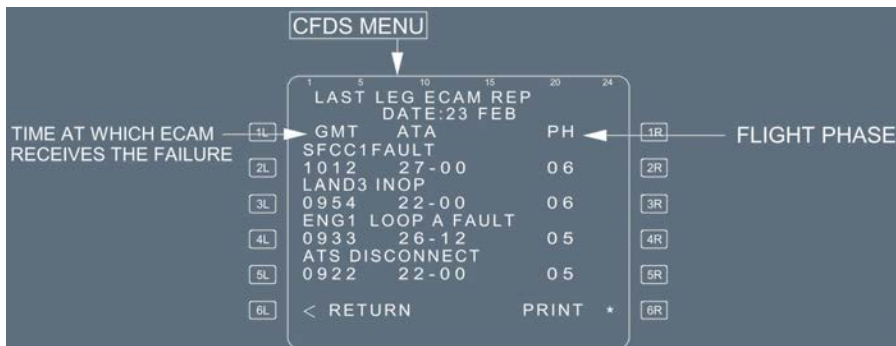 CFDS MENU
1 5 10 15 20 24
LAST LEG ECAM REP
DATE:23 FEB
TIME AT WHICH ECAM
RECEIVES THE FAILURE
1L GMT ATA PH 1R
FLIGHT PHASE
SFCC1FAULT
2L 1012 27-00 06 2R
LAND3 INOP
3L 0954 22-00 06 3R
ENG1 LOOP A FAULT
4L 0933 26-12 05 4R
ATS DISCONNECT
5L 0922 22-00 05 5R
6L < RETURN PRINT * 6R